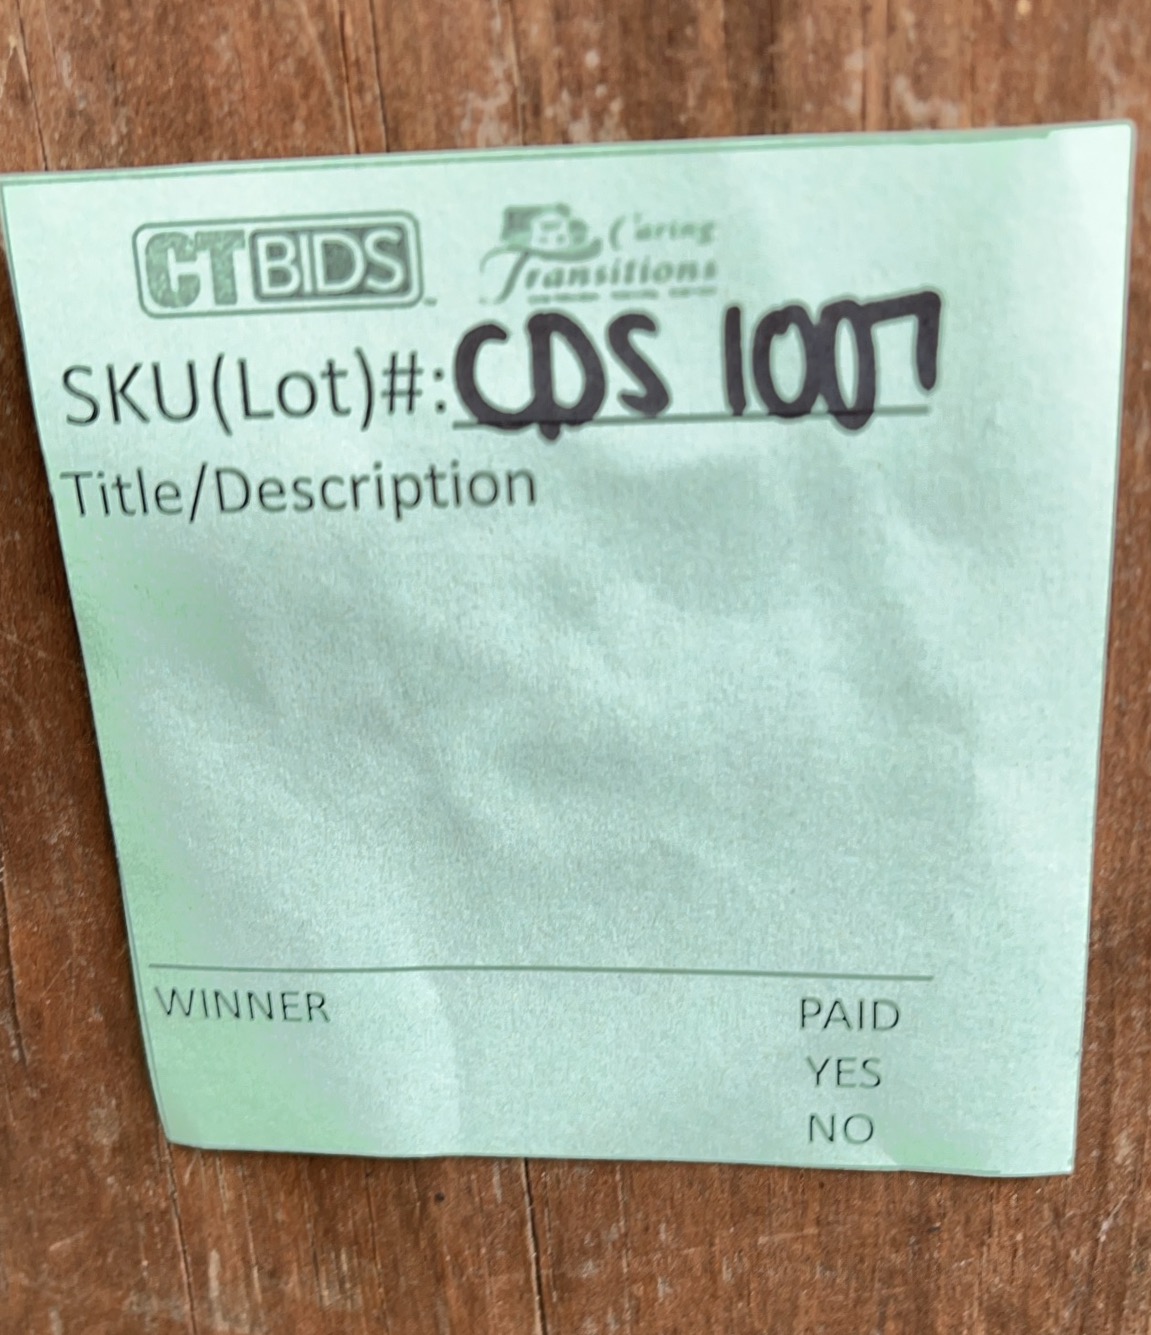 CTBIDS Caring
Transitions
SKU(Lot)#: CDS 1007
Title/Description
WINNER PAID
YES
NO